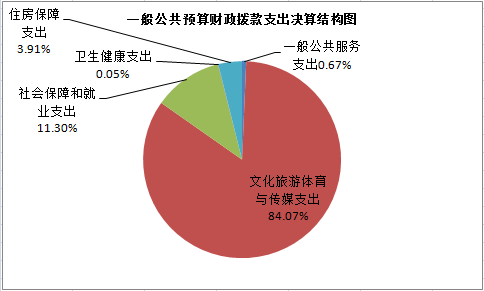 一般公共预算财政拨款支出决算结构图
住房保障
支出
3.91%
卫生健康支出
0.05%
社会保障和就
业支出
11.30%
一般公共服务
支出0.67%
文化旅游体育
与传媒支出
84.07%